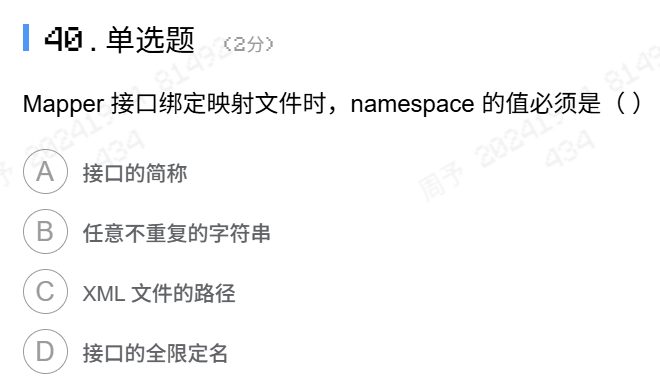 40.单选题 (2分)
Mapper 接口绑定映射文件时，namespace 的值必须是（ ）
A 接口的简称
B 任意不重复的字符串
C XML 文件的路径
D 接口的全限定名